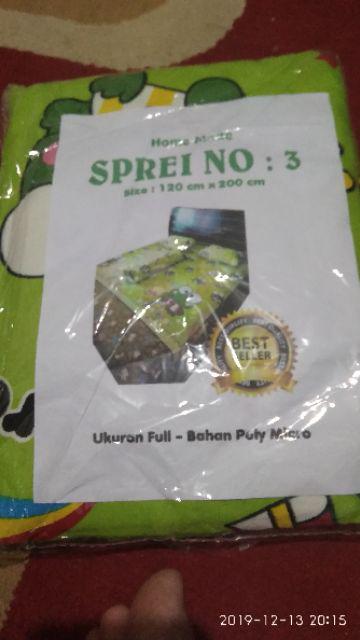 Home Made
SPREI NO : 3
Size : 120 cm x 200 cm
BEST
SELLER
Ukuran Full - Bahan Poly Micro
2019-12-13 20:15